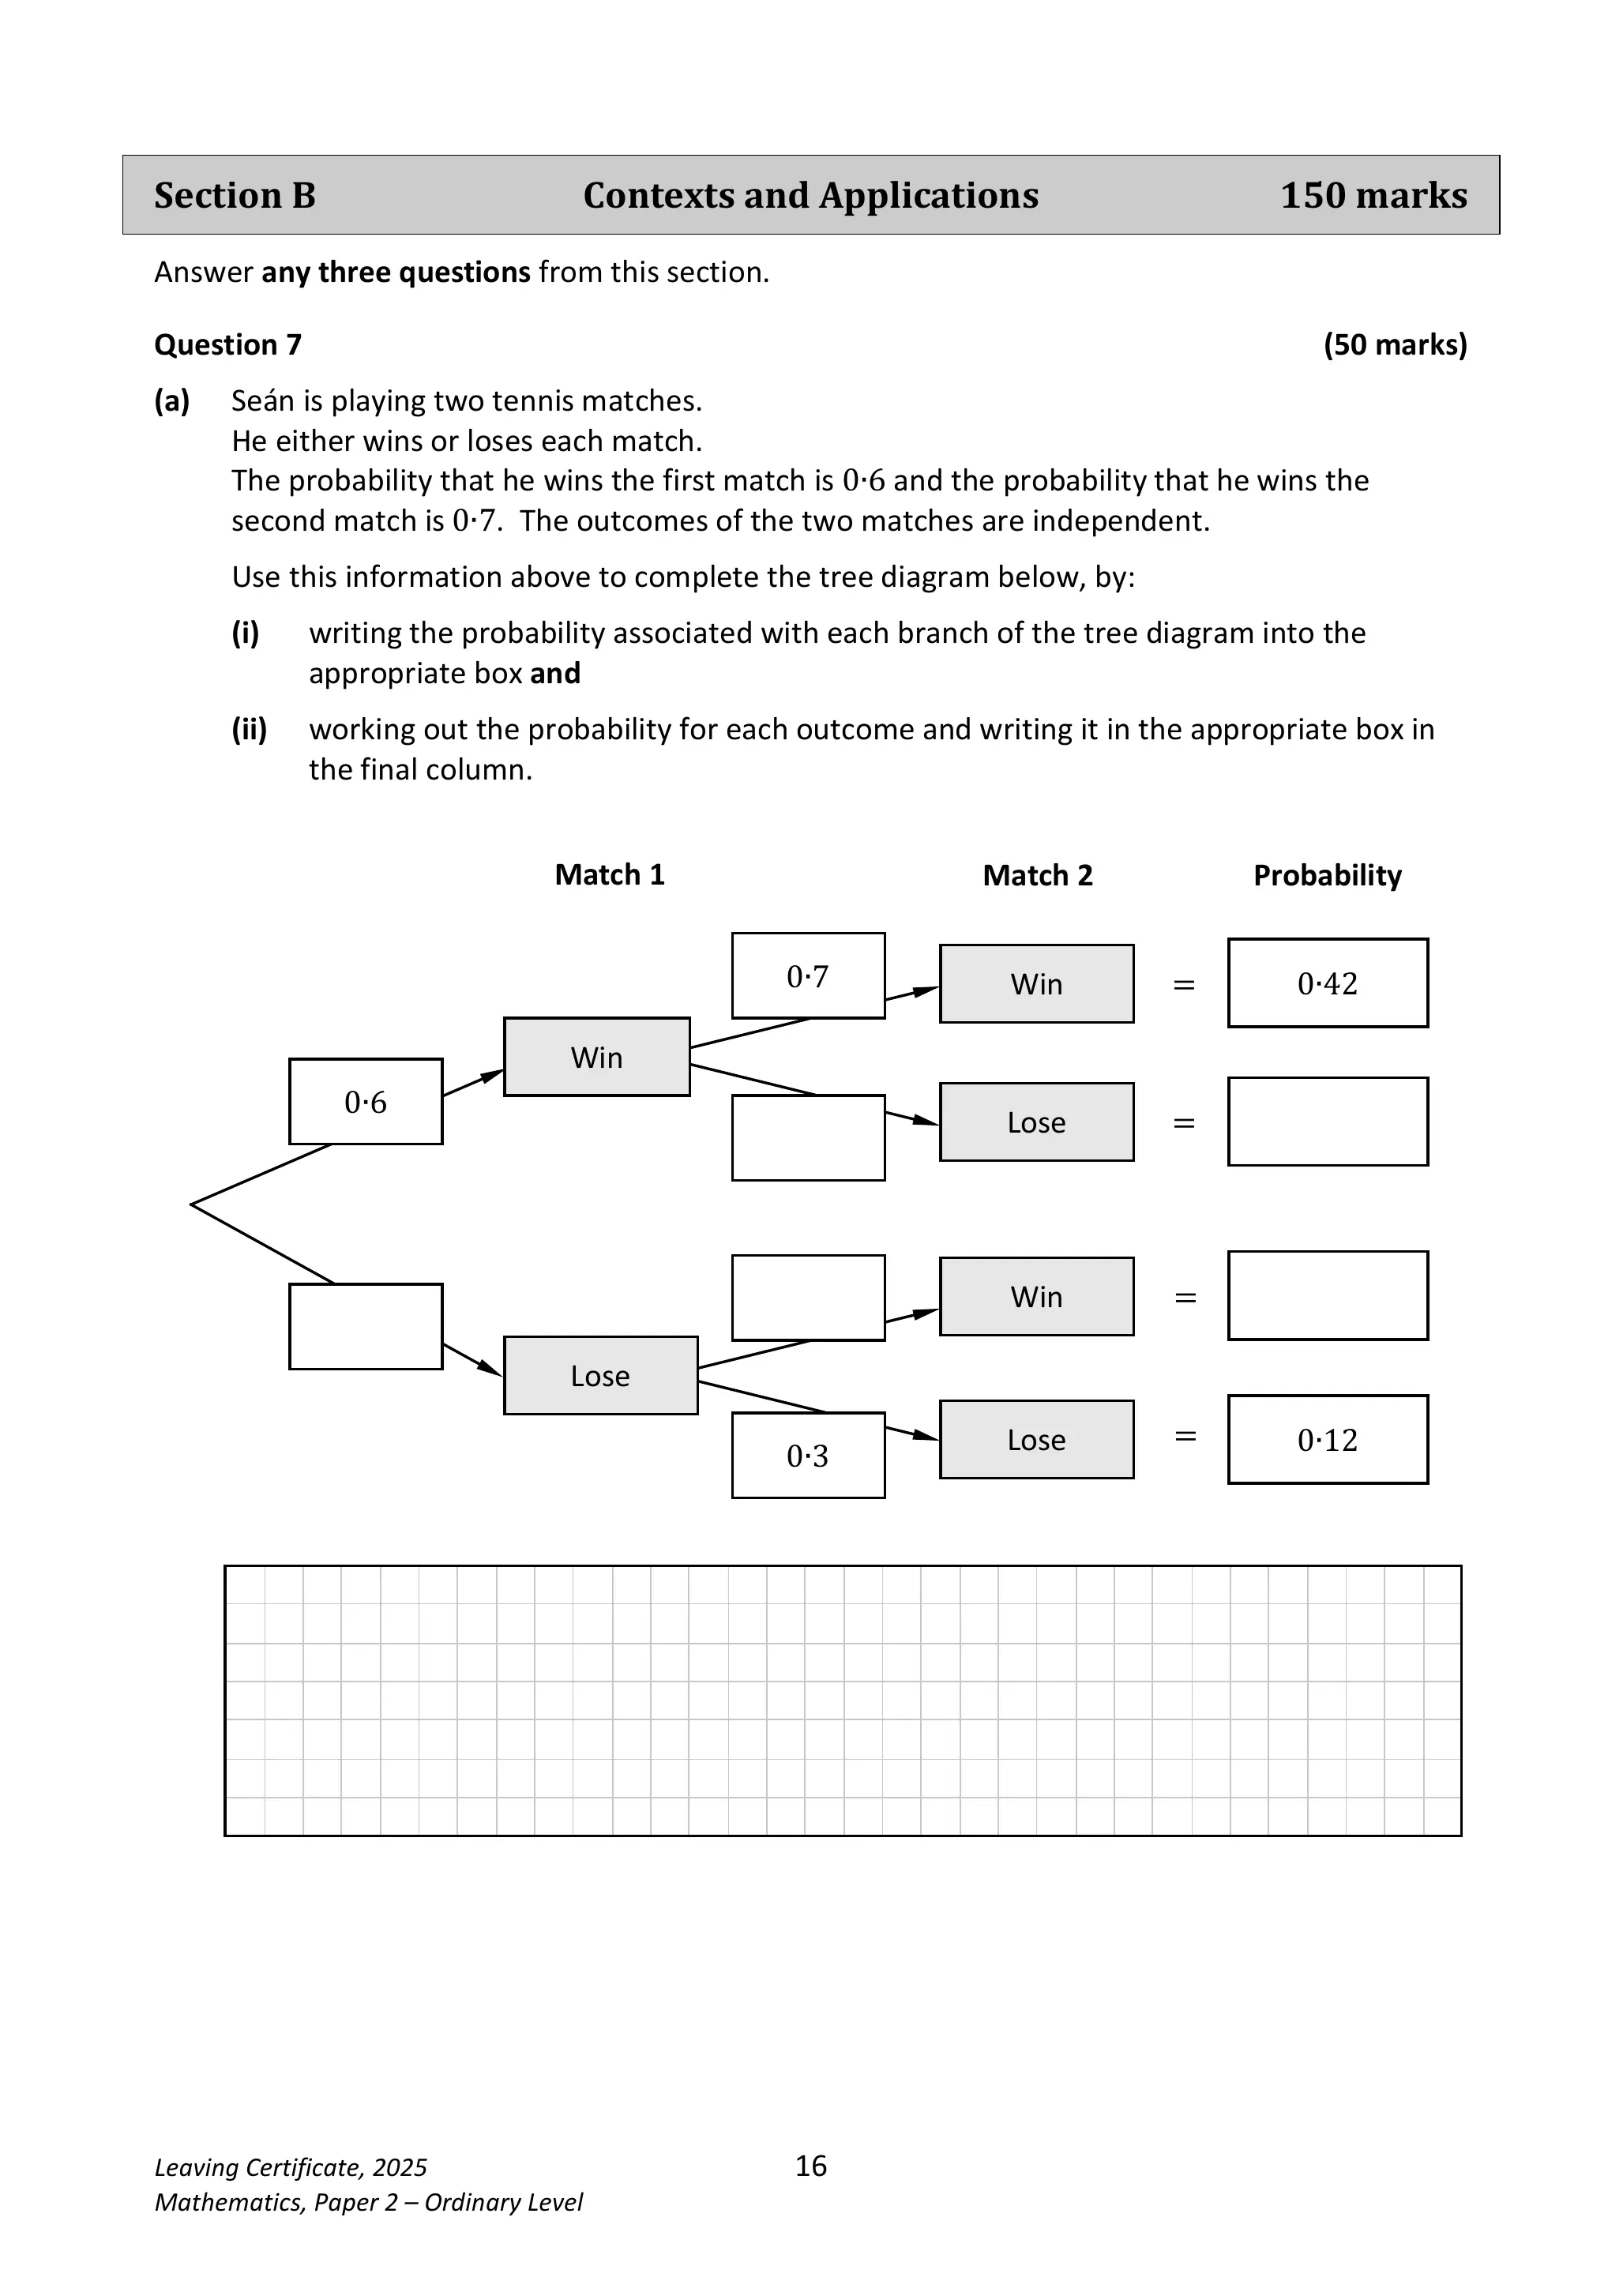 Section B Contexts and Applications 150 marks
Answer any three questions from this section.
Question 7 (50 marks)
(a) Seán is playing two tennis matches.
He either wins or loses each match.
The probability that he wins the first match is 0·6 and the probability that he wins the
second match is 0·7. The outcomes of the two matches are independent.
Use this information above to complete the tree diagram below, by:
(i) writing the probability associated with each branch of the tree diagram into the
appropriate box and
(ii) working out the probability for each outcome and writing it in the appropriate box in
the final column.
Match 1 Match 2 Probability
0·7 Win = 0·42
Win
0·6
Lose =
Win =
Lose
0·3 Lose = 0·12
Leaving Certificate, 2025 16
Mathematics, Paper 2 – Ordinary Level